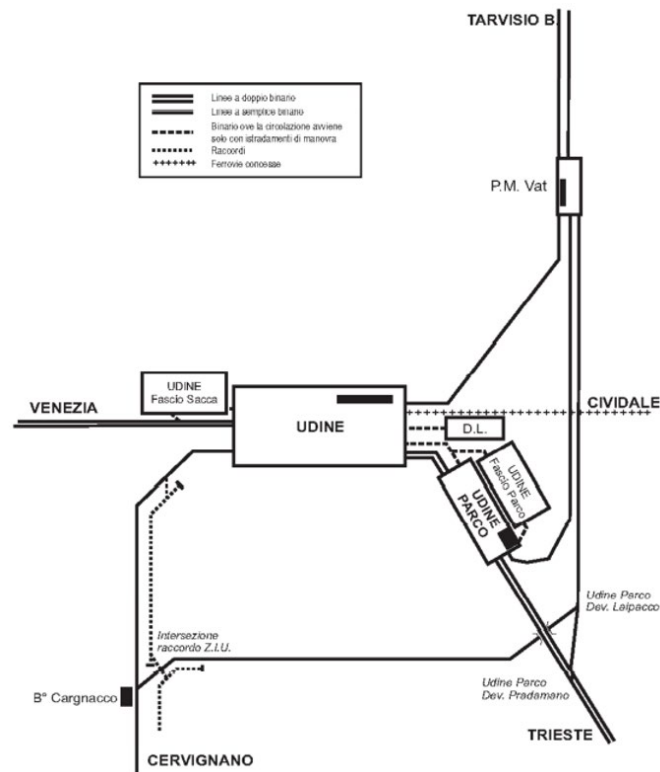 TARVISIO B.
Linee a doppio binario
Linee a semplice binario
Binario ove la circolazione avviene
solo con istradamenti di manovra
Raccordi
Ferrovie concesse
P.M. Vat
UDINE
Fascio Sacca
VENEZIA
UDINE
CIVIDALE
D.L.
UDINE
Fascio Parco
UDINE
PARCO
Udine Parco
Dev. Laipacco
Intersezione
raccordo Z.I.U.
Udine Parco
Dev. Pradamano
B° Cargnacco
TRIESTE
CERVIGNANO